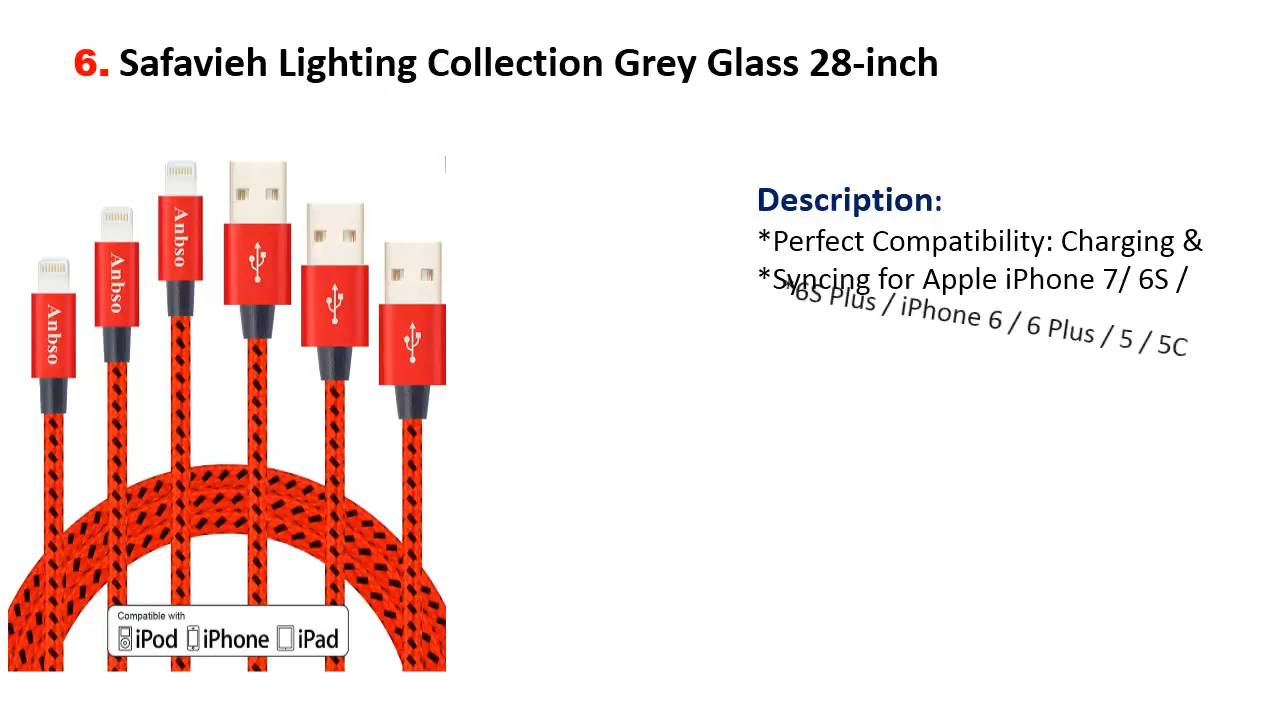 6. Safavieh Lighting Collection Grey Glass 28-inch
Description:
*Perfect Compatibility: Charging &
*Syncing for Apple iPhone 7/ 6S /
*6S Plus / iPhone 6 / 6 Plus / 5 / 5C
Anbso
Anbso
Anbso
Compatible with
iPod iPhone iPad